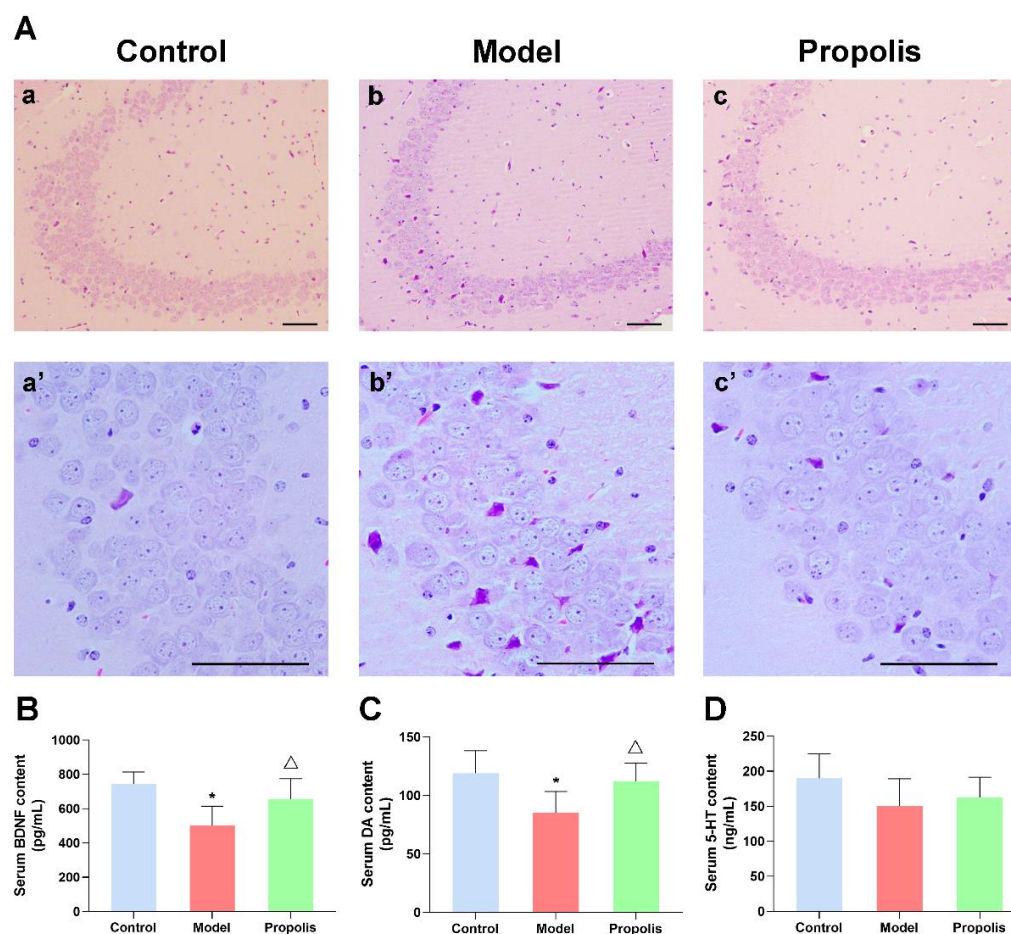 A
Control Model Propolis
a b c
a’ b’ c’
B C D
Serum BDNF content
(pg/mL)
1000
800
600
400
200
0
*
△
Control Model Propolis
Serum DA content
(pg/mL)
150
100
50
0
*
△
Control Model Propolis
Serum 5-HT content
(ng/mL)
250
200
150
100
50
0
Control Model Propolis